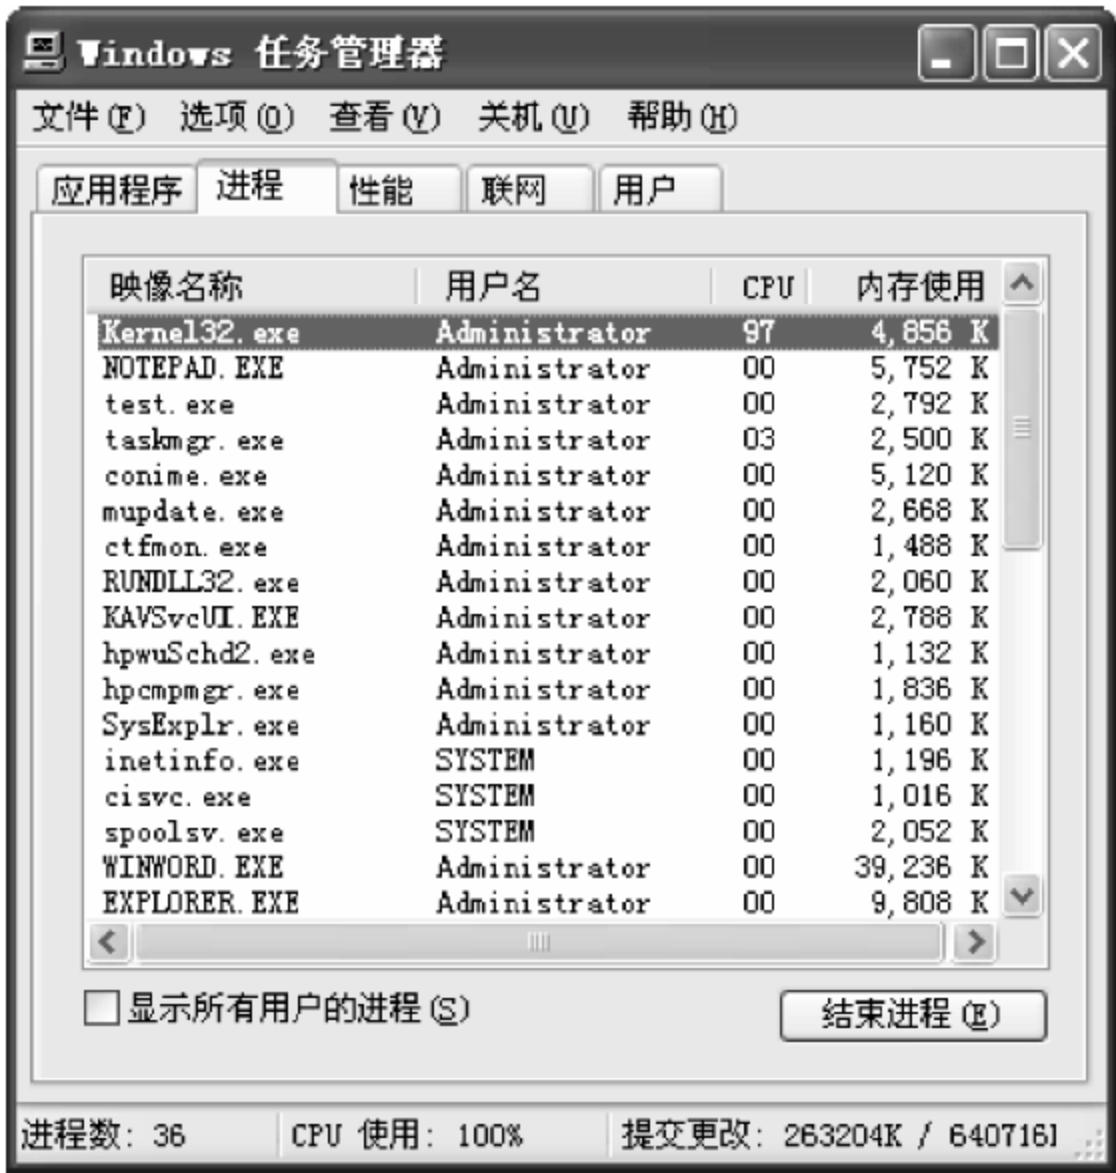 Windows 任务管理器
文件(F) 选项(O) 查看(V) 关机(U) 帮助(H)
应用程序 进程 性能 联网 用户
映像名称 用户名 CPU 内存使用
Kernel32.exe Administrator 97 4,856 K
NOTEPAD.EXE Administrator 00 5,752 K
test.exe Administrator 00 2,792 K
taskmgr.exe Administrator 03 2,500 K
conime.exe Administrator 00 5,120 K
mupdate.exe Administrator 00 2,668 K
ctfmon.exe Administrator 00 1,488 K
RUNDLL32.exe Administrator 00 2,060 K
KAVSvcUI.EXE Administrator 00 2,788 K
hpwuSchd2.exe Administrator 00 1,132 K
hpcmpmgr.exe Administrator 00 1,836 K
SysExplr.exe Administrator 00 1,160 K
inetinfo.exe SYSTEM 00 1,196 K
cisvc.exe SYSTEM 00 1,016 K
spoolsv.exe SYSTEM 00 2,052 K
WINWORD.EXE Administrator 00 39,236 K
EXPLORER.EXE Administrator 00 9,808 K
显示所有用户的进程(S) 结束进程(E)
进程数: 36 CPU 使用: 100% 提交更改: 263204K / 640716